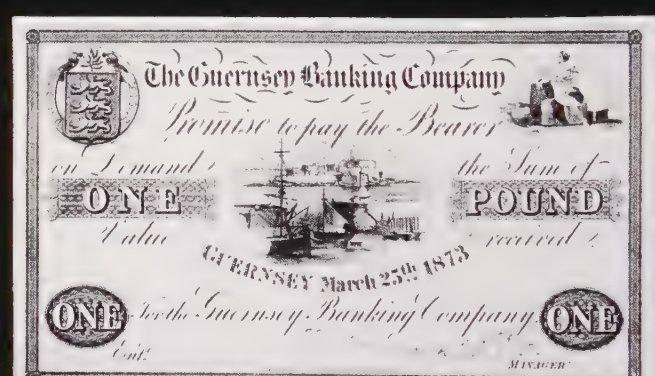 The Guernsey Banking Company
Promise to pay the Bearer
on Demand the Sum of
ONE POUND
Value received
GUERNSEY March 25th 1873
ONE For the Guernsey Banking Company ONE
Entd.
MANAGER